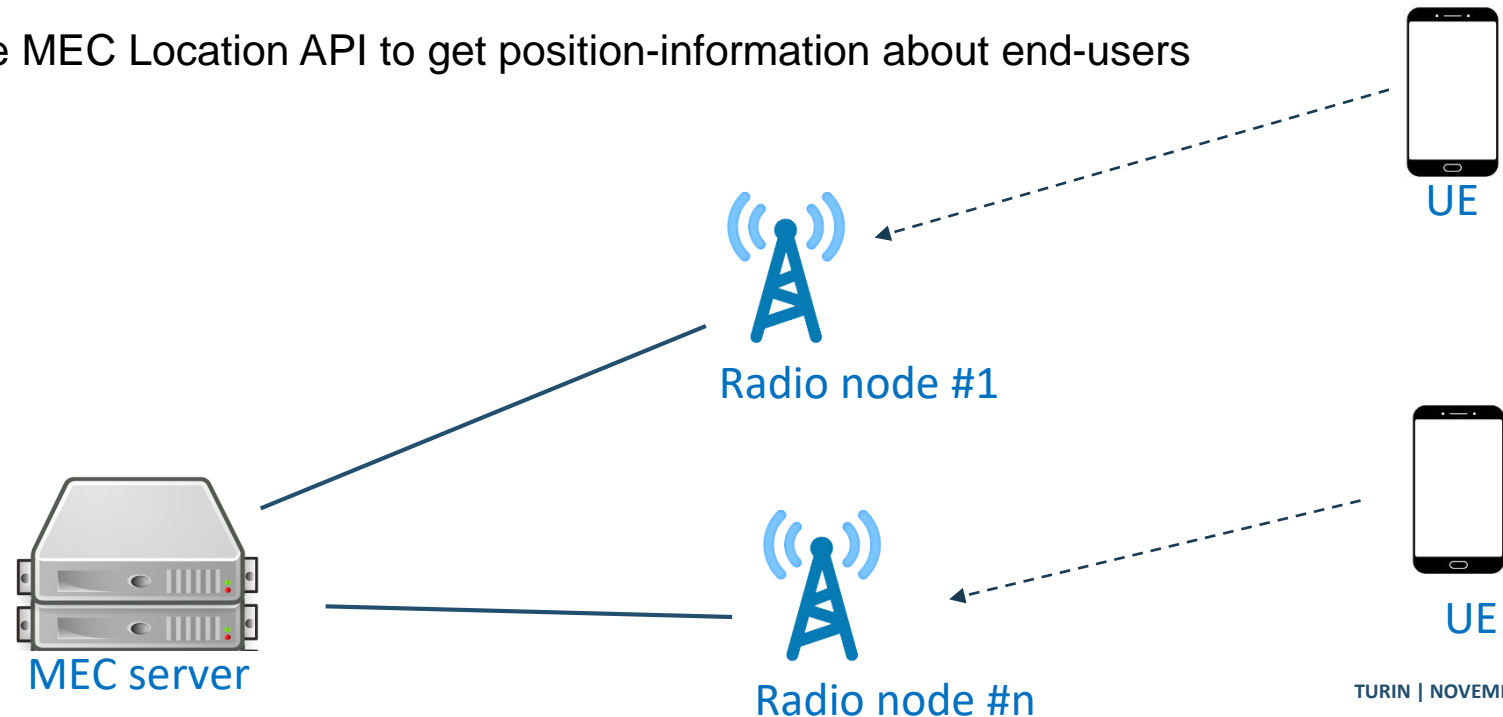 e MEC Location API to get position-information about end-users
UE
Radio node #1
UE
MEC server
Radio node #n
TURIN | NOVEM